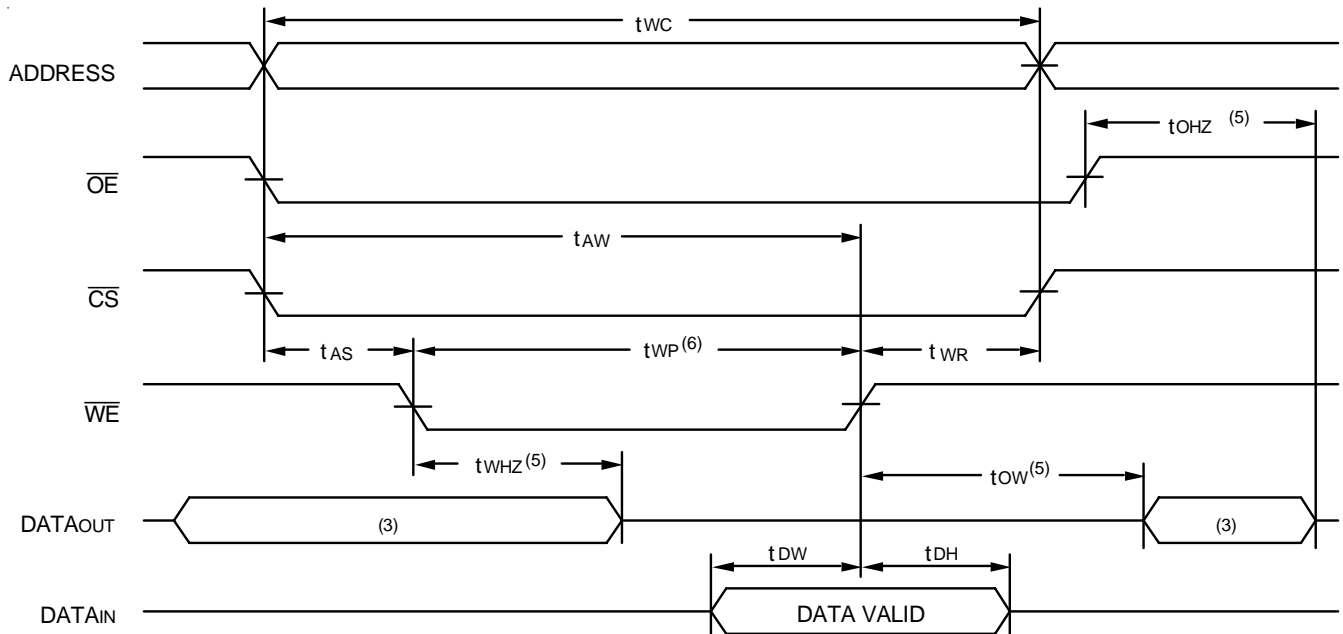 tWC
ADDRESS
tOHZ (5)
OE
tAW
CS
tAS tWP(6) tWR
WE
tWHZ(5) tOW(5)
DATAOUT (3) (3)
tDW tDH
DATAIN DATA VALID